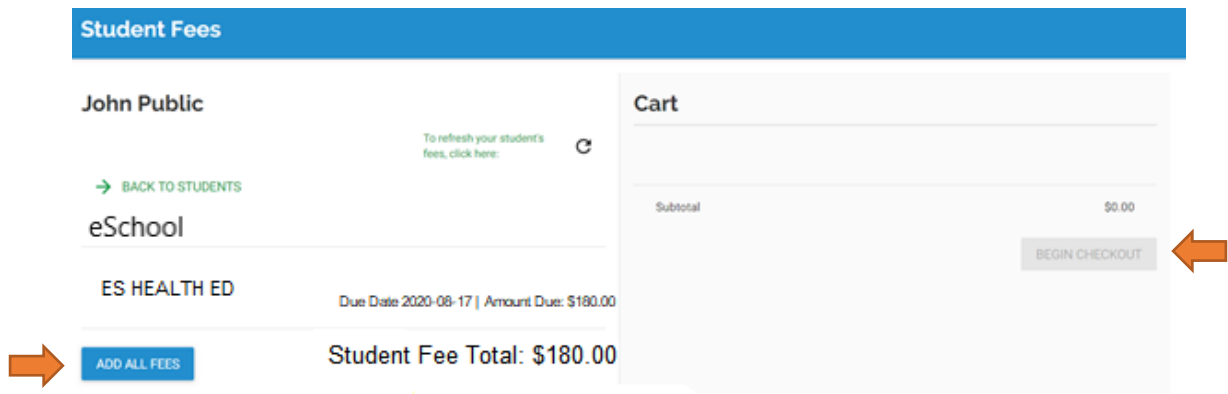 Student Fees
John Public
To refresh your student's
fees, click here:
BACK TO STUDENTS
eSchool
ES HEALTH ED
Due Date 2020-08-17 | Amount Due: $180.00
ADD ALL FEES
Student Fee Total: $180.00
Cart
Subtotal $0.00
BEGIN CHECKOUT